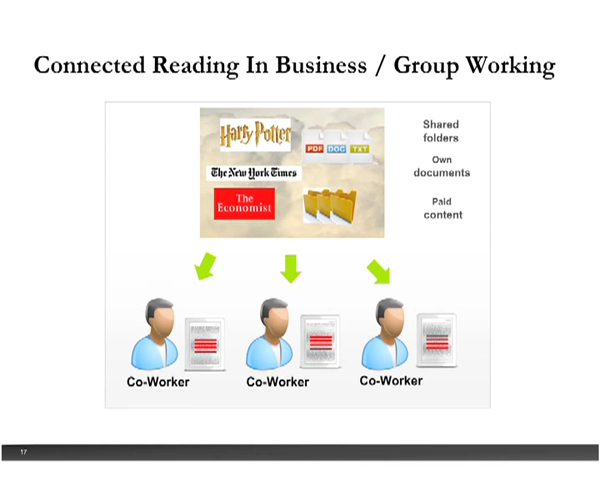 Connected Reading In Business / Group Working
Harry Potter
PDF DOC TXT
The New York Times
The
Economist
Shared
folders
Own
documents
Paid
content
Co-Worker
Co-Worker
Co-Worker
17